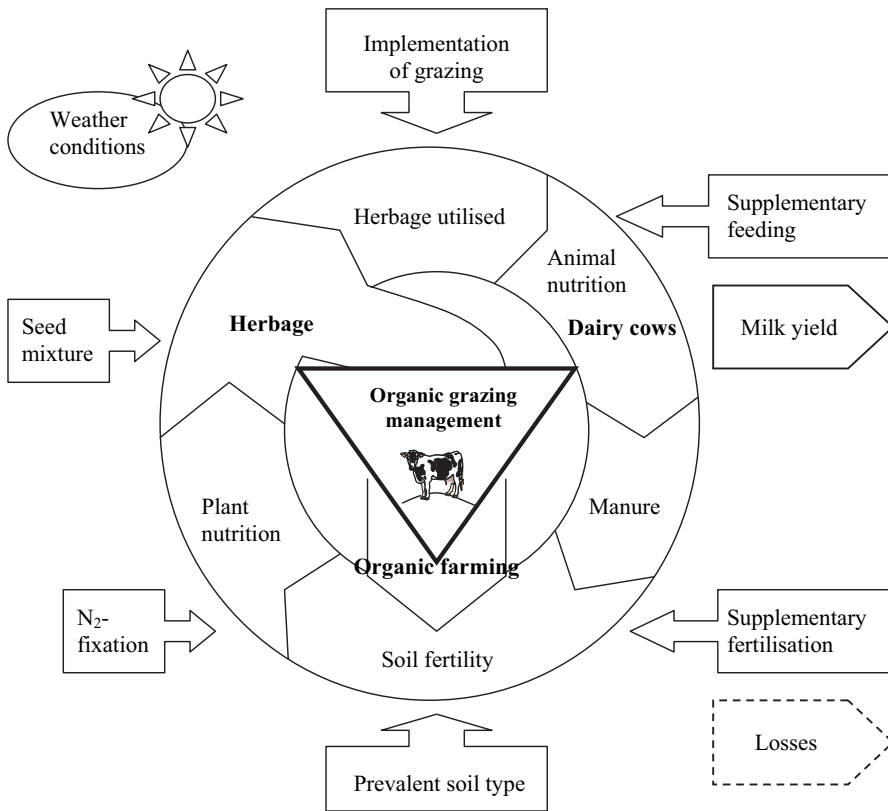 Implementation
of grazing
Weather
conditions
Herbage utilised
Supplementary
feeding
Animal
nutrition
Seed
mixture
Herbage
Dairy cows
Milk yield
Organic grazing
management
Plant
nutrition
Manure
Organic farming
N₂-
fixation
Supplementary
fertilisation
Soil fertility
Losses
Prevalent soil type